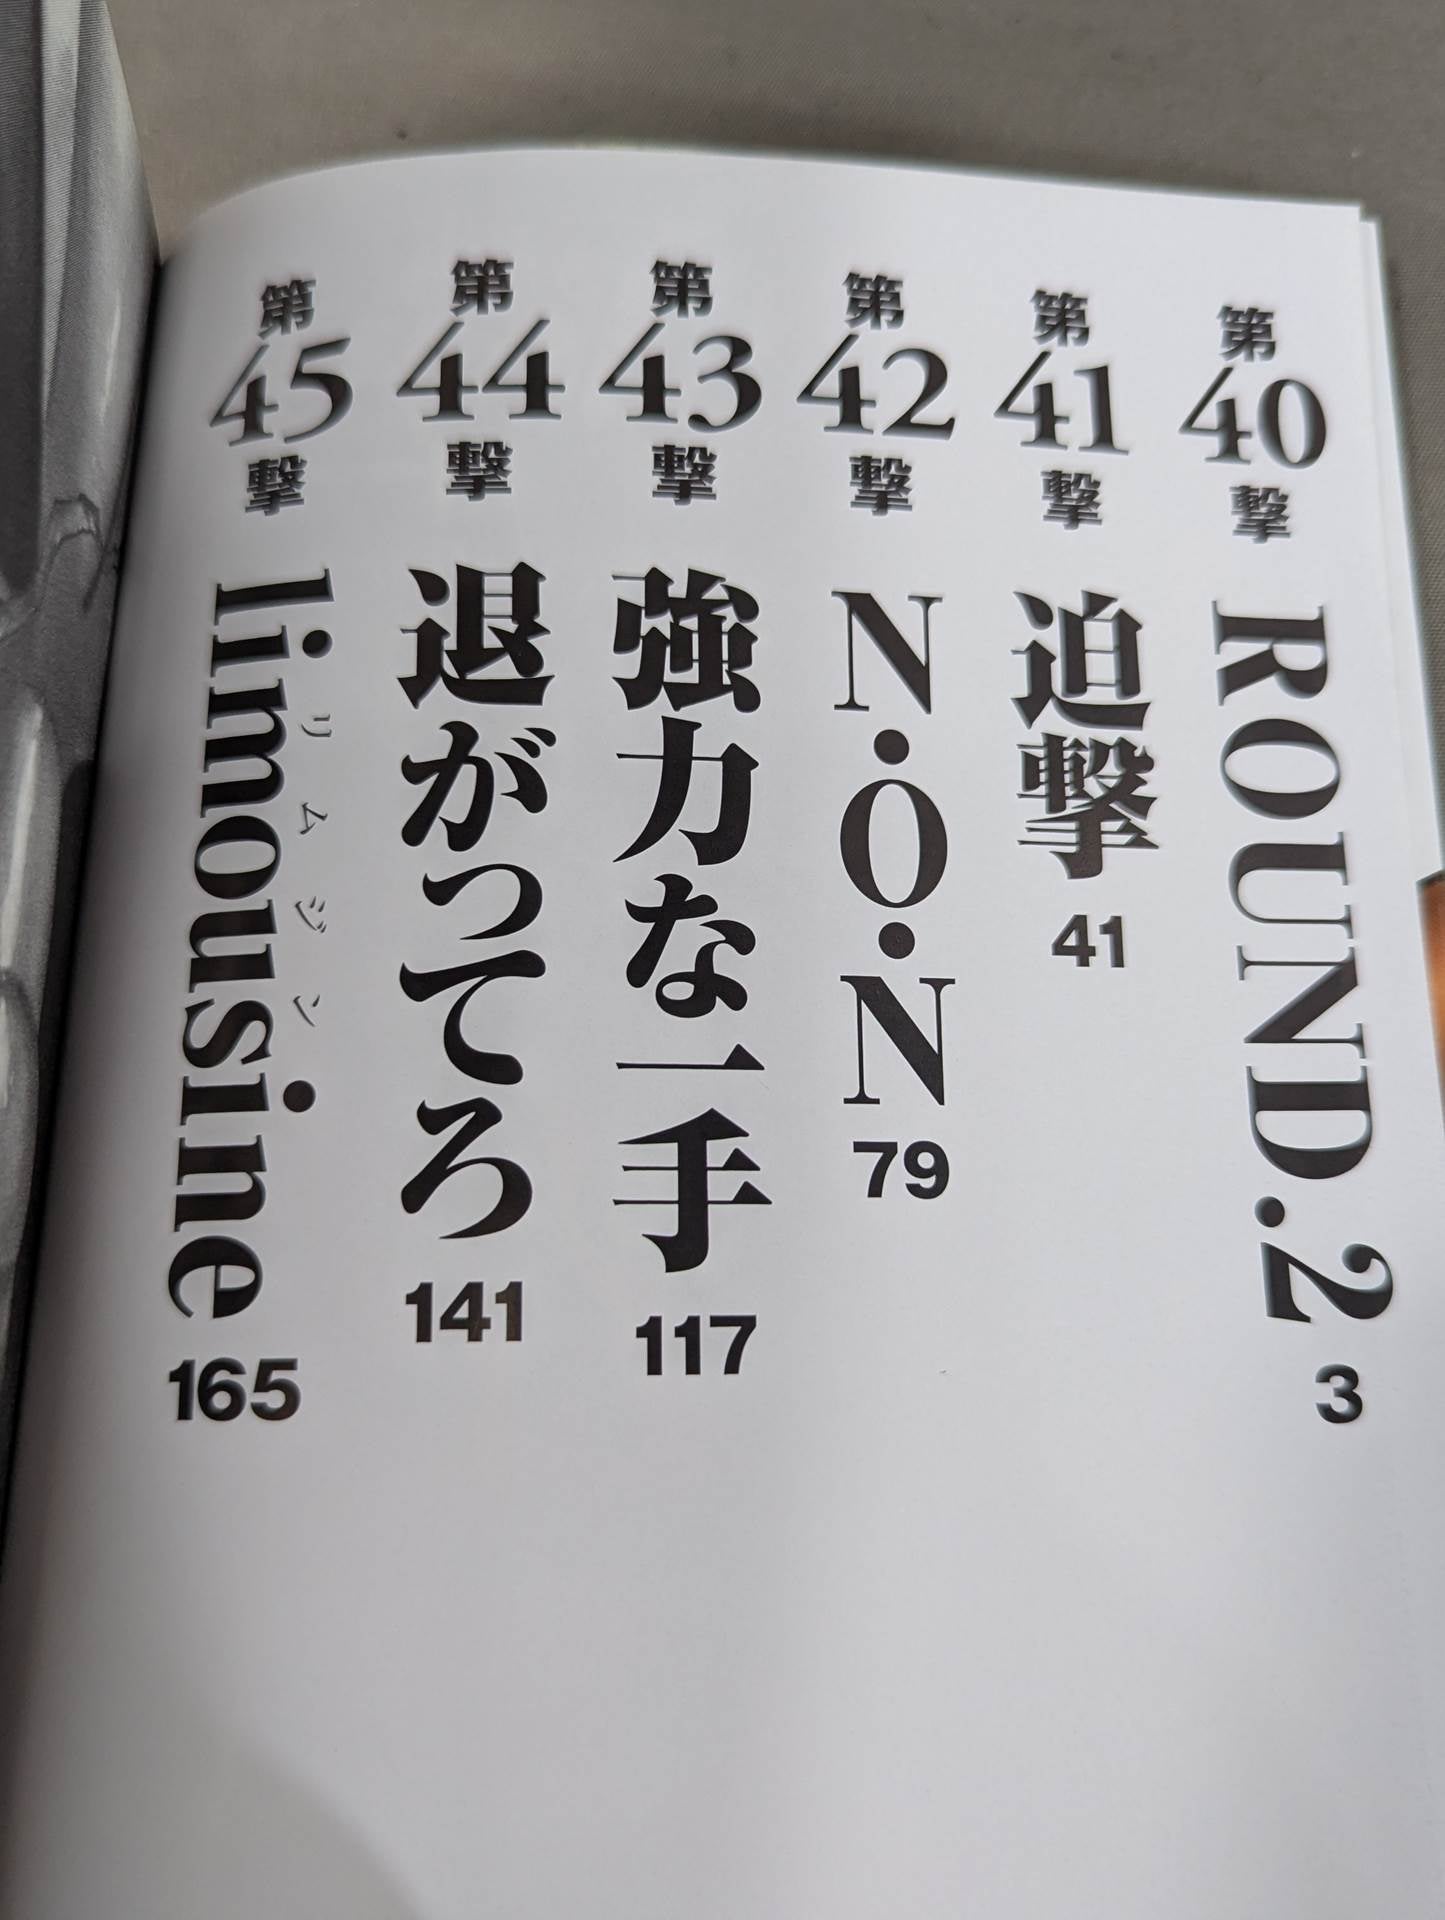 第40撃 ROUND.2 3
第41撃 迫撃 41
第42撃 N・O・N 79
第43撃 強力な一手 117
第44撃 退がってろ 141
第45撃 limousine 165
リムジン